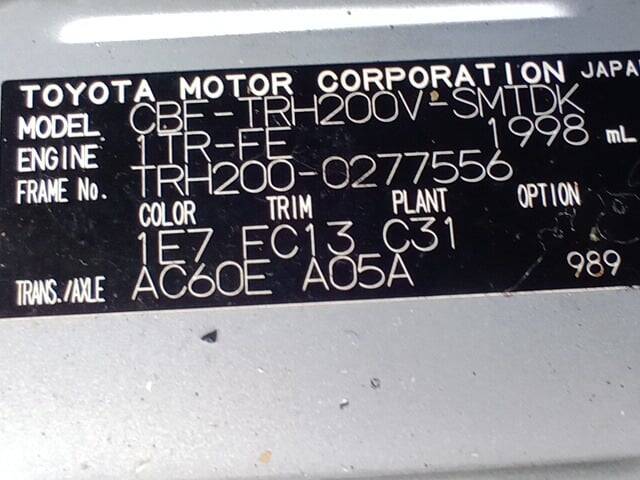 TOYOTA MOTOR CORPORATION JAPAN
MODEL CBF-TRH200V-SMTDK
ENGINE 1TR-FE 1998 mL
FRAME No. TRH200-0277556
COLOR TRIM PLANT OPTION
1E7 FC13 C31
TRANS./AXLE AC60E A05A 989